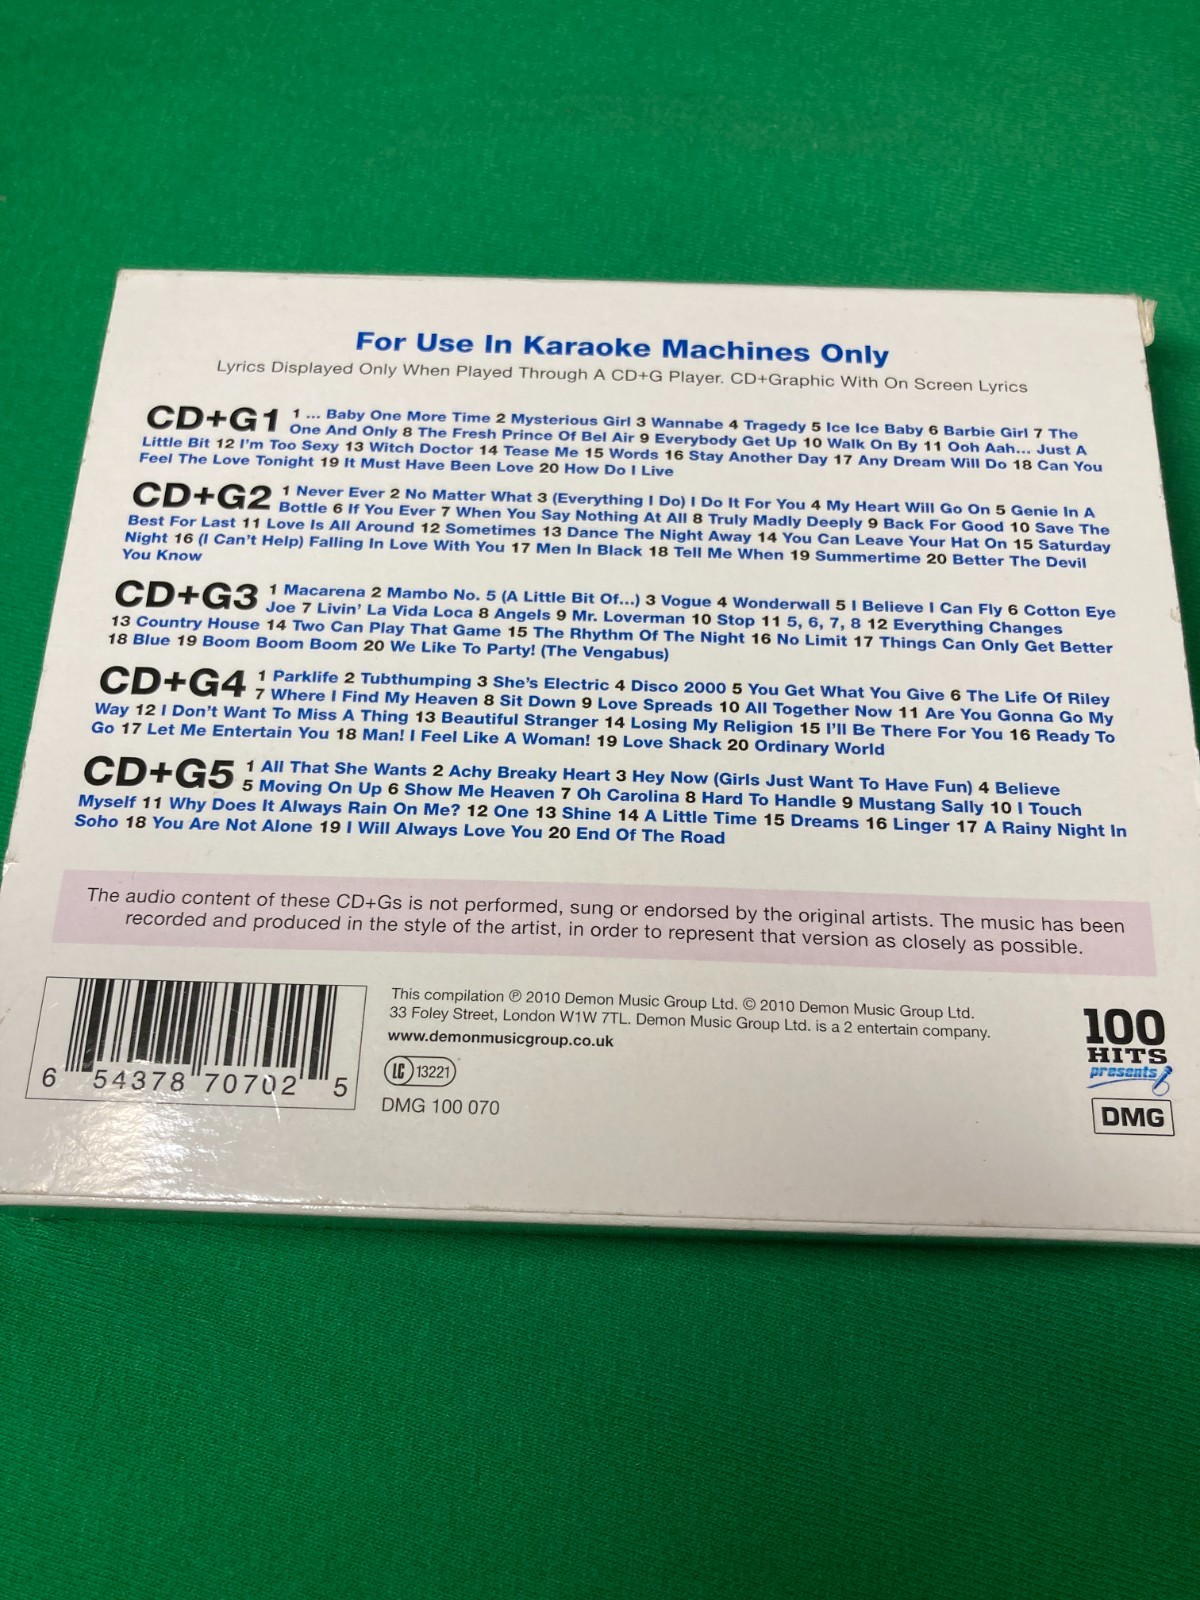 For Use In Karaoke Machines Only
Lyrics Displayed Only When Played Through A CD+G Player. CD+Graphic With On Screen Lyrics
CD+G1 1 ... Baby One More Time 2 Mysterious Girl 3 Wannabe 4 Tragedy 5 Ice Ice Baby 6 Barbie Girl 7 The
One And Only 8 The Fresh Prince Of Bel Air 9 Everybody Get Up 10 Walk On By 11 Ooh Aah... Just A
Little Bit 12 I'm Too Sexy 13 Witch Doctor 14 Tease Me 15 Words 16 Stay Another Day 17 Any Dream Will Do 18 Can You
Feel The Love Tonight 19 It Must Have Been Love 20 How Do I Live
CD+G2 1 Never Ever 2 No Matter What 3 (Everything I Do) I Do It For You 4 My Heart Will Go On 5 Genie In A
Bottle 6 If You Ever 7 When You Say Nothing At All 8 Truly Madly Deeply 9 Back For Good 10 Save The
Best For Last 11 Love Is All Around 12 Sometimes 13 Dance The Night Away 14 You Can Leave Your Hat On 15 Saturday
Night 16 (I Can't Help) Falling In Love With You 17 Men In Black 18 Tell Me When 19 Summertime 20 Better The Devil
You Know
CD+G3 1 Macarena 2 Mambo No. 5 (A Little Bit Of...) 3 Vogue 4 Wonderwall 5 I Believe I Can Fly 6 Cotton Eye
Joe 7 Livin' La Vida Loca 8 Angels 9 Mr. Loverman 10 Stop 11 5, 6, 7, 8 12 Everything Changes
13 Country House 14 Two Can Play That Game 15 The Rhythm Of The Night 16 No Limit 17 Things Can Only Get Better
18 Blue 19 Boom Boom Boom 20 We Like To Party! (The Vengabus)
CD+G4 1 Parklife 2 Tubthumping 3 She's Electric 4 Disco 2000 5 You Get What You Give 6 The Life Of Riley
7 Where I Find My Heaven 8 Sit Down 9 Love Spreads 10 All Together Now 11 Are You Gonna Go My
Way 12 I Don't Want To Miss A Thing 13 Beautiful Stranger 14 Losing My Religion 15 I'll Be There For You 16 Ready To
Go 17 Let Me Entertain You 18 Man! I Feel Like A Woman! 19 Love Shack 20 Ordinary World
CD+G5 1 All That She Wants 2 Achy Breaky Heart 3 Hey Now (Girls Just Want To Have Fun) 4 Believe
5 Moving On Up 6 Show Me Heaven 7 Oh Carolina 8 Hard To Handle 9 Mustang Sally 10 I Touch
Myself 11 Why Does It Always Rain On Me? 12 One 13 Shine 14 A Little Time 15 Dreams 16 Linger 17 A Rainy Night In
Soho 18 You Are Not Alone 19 I Will Always Love You 20 End Of The Road
The audio content of these CD+Gs is not performed, sung or endorsed by the original artists. The music has been
recorded and produced in the style of the artist, in order to represent that version as closely as possible.
This compilation ℗ 2010 Demon Music Group Ltd. © 2010 Demon Music Group Ltd.
33 Foley Street, London W1W 7TL. Demon Music Group Ltd. is a 2 entertain company.
www.demonmusicgroup.co.uk
LC 13221
DMG 100 070
6 54378 70702 5
100
HITS
presents
DMG